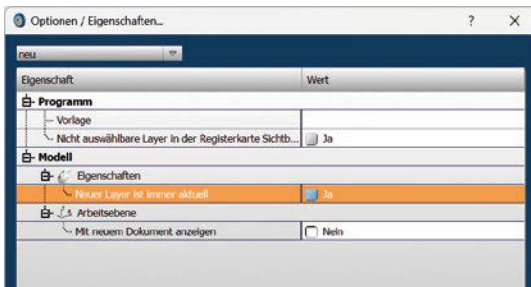 Optionen / Eigenschaften... ? X
neu
Eigenschaft Wert
Programm
Vorlage
Nicht auswählbare Layer in der Registerkarte Sichtb... Ja
Modell
Eigenschaften
Neuer Layer ist immer aktuell Ja
Arbeitsebene
Mit neuem Dokument anzeigen Nein